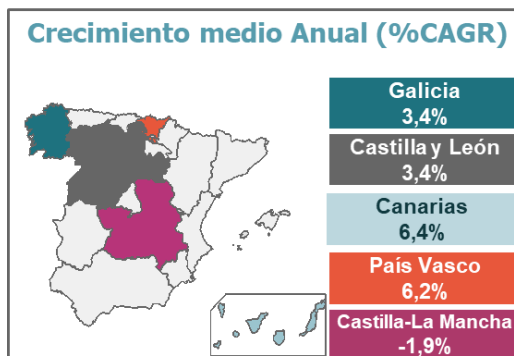 Crecimiento medio Anual (%CAGR)
Galicia
3,4%
Castilla y León
3,4%
Canarias
6,4%
País Vasco
6,2%
Castilla-La Mancha
-1,9%